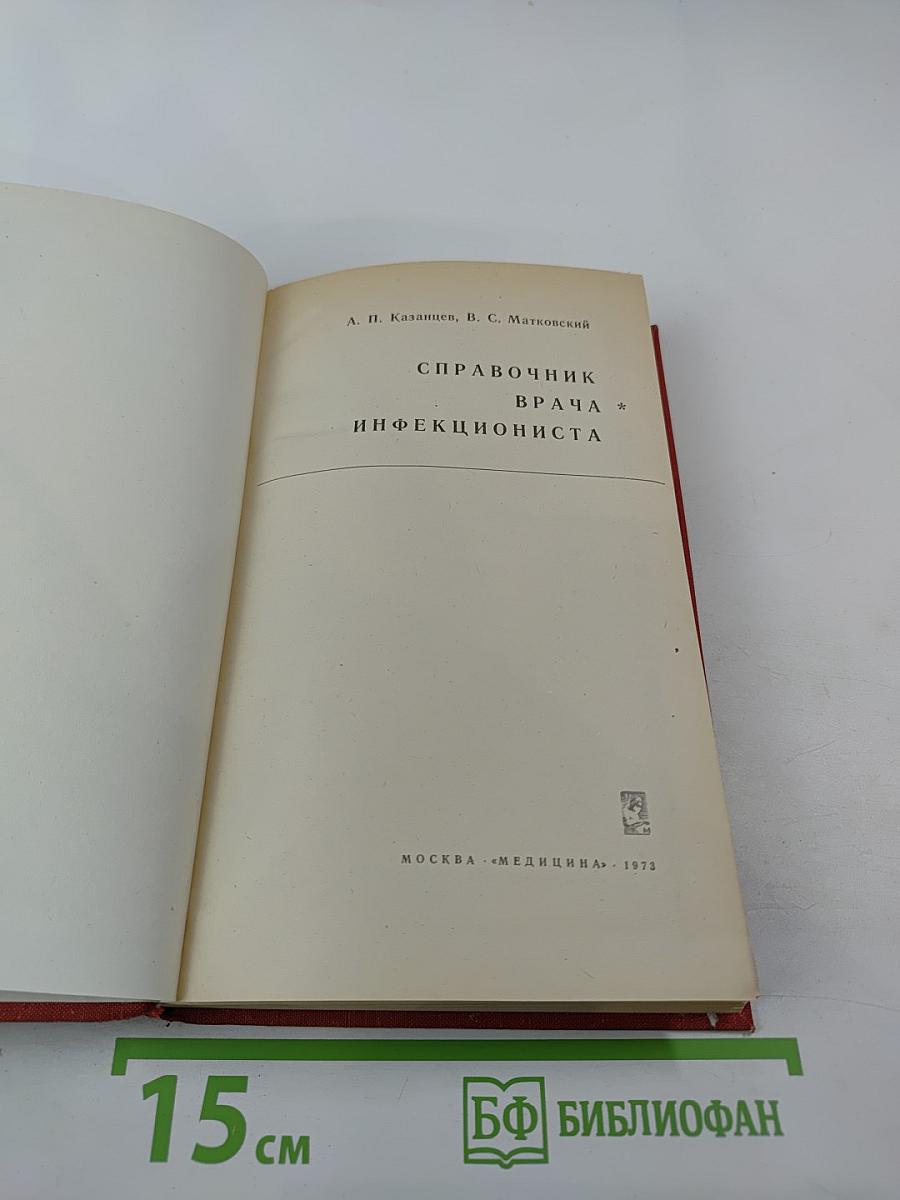 А. П. Казанцев, В. С. Матковский
СПРАВОЧНИК
ВРАЧА *
ИНФЕКЦИОНИСТА
М
МОСКВА · «МЕДИЦИНА» · 1973
15 см
БФ БИБЛИОФАН